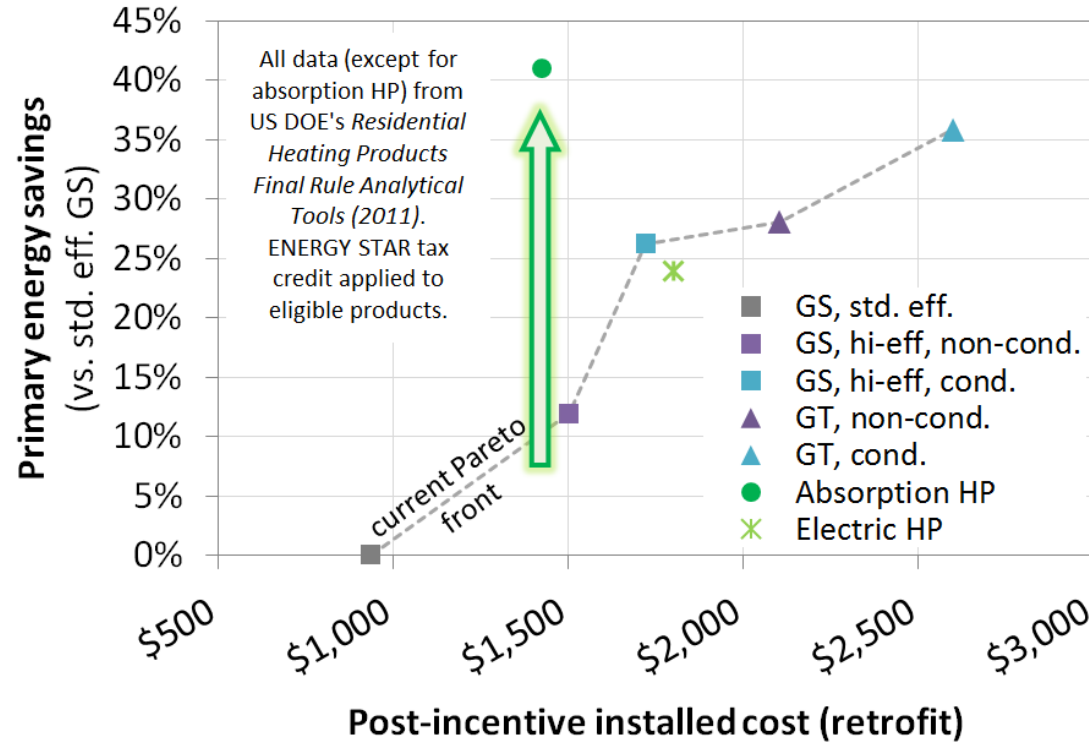 Primary energy savings
(vs. std. eff. GS)
45%
40%
35%
30%
25%
20%
15%
10%
5%
0%
All data (except for
absorption HP) from
US DOE's Residential
Heating Products
Final Rule Analytical
Tools (2011).
ENERGY STAR tax
credit applied to
eligible products.
current Pareto
front
GS, std. eff.
GS, hi-eff, non-cond.
GS, hi-eff, cond.
GT, non-cond.
GT, cond.
Absorption HP
Electric HP
$500
$1,000
$1,500
$2,000
$2,500
$3,000
Post-incentive installed cost (retrofit)